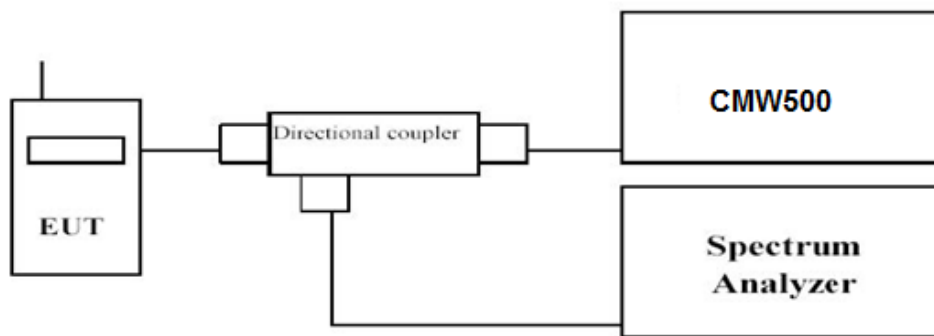 CMW500
Directional coupler
EUT
Spectrum
Analyzer